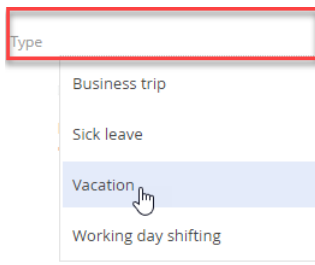 Type
Business trip
Sick leave
Vacation
Working day shifting